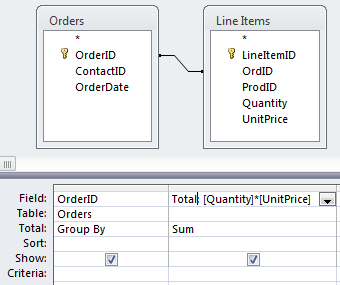 Orders
*
OrderID
ContactID
OrderDate
Line Items
*
LineItemID
OrdID
ProdID
Quantity
UnitPrice
Field: OrderID Total: [Quantity]*[UnitPrice]
Table: Orders
Total: Group By Sum
Sort:
Show:
Criteria: